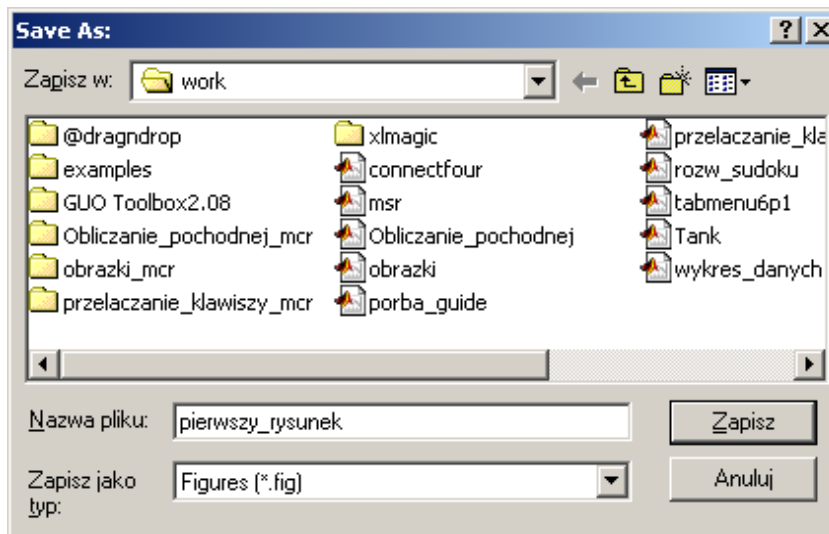 Save As:
Zapisz w: work
@dragndrop
examples
GUO Toolbox2.08
Obliczanie_pochodnej_mcr
obrazki_mcr
przelaczanie_klawiszy_mcr
xlmagic
connectfour
msr
Obliczanie_pochodnej
obrazki
porba_guide
przelaczanie_kla
rozw_sudoku
tabmenu6p1
Tank
wykres_danych
Nazwa pliku: pierwszy_rysunek Zapisz
Zapisz jako Figures (*.fig) Anuluj
typ: